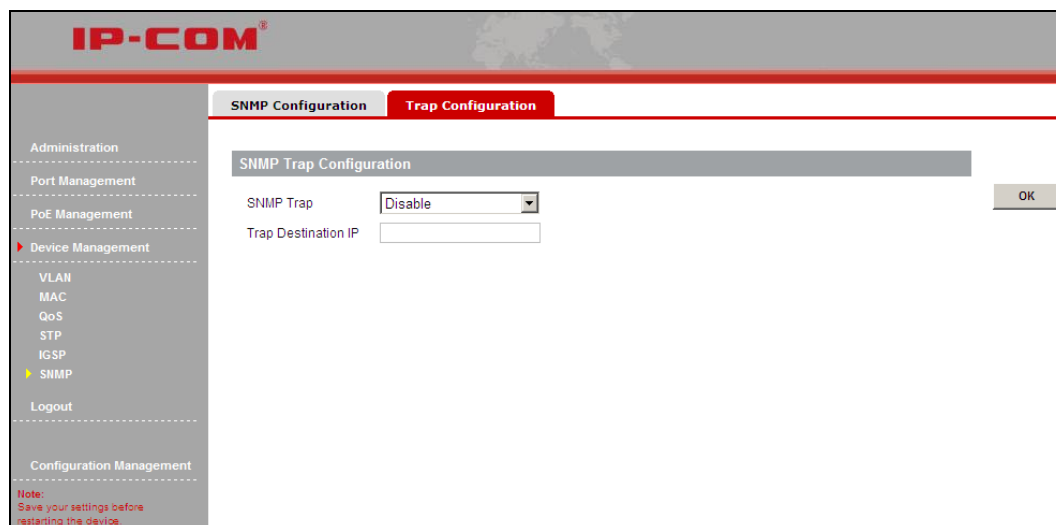 IP-COM®
SNMP Configuration
Trap Configuration
Administration
Port Management
PoE Management
Device Management
VLAN
MAC
QoS
STP
IGSP
SNMP
Logout
Configuration Management
Note:
Save your settings before
restarting the device.
SNMP Trap Configuration
SNMP Trap
Disable
Trap Destination IP
OK